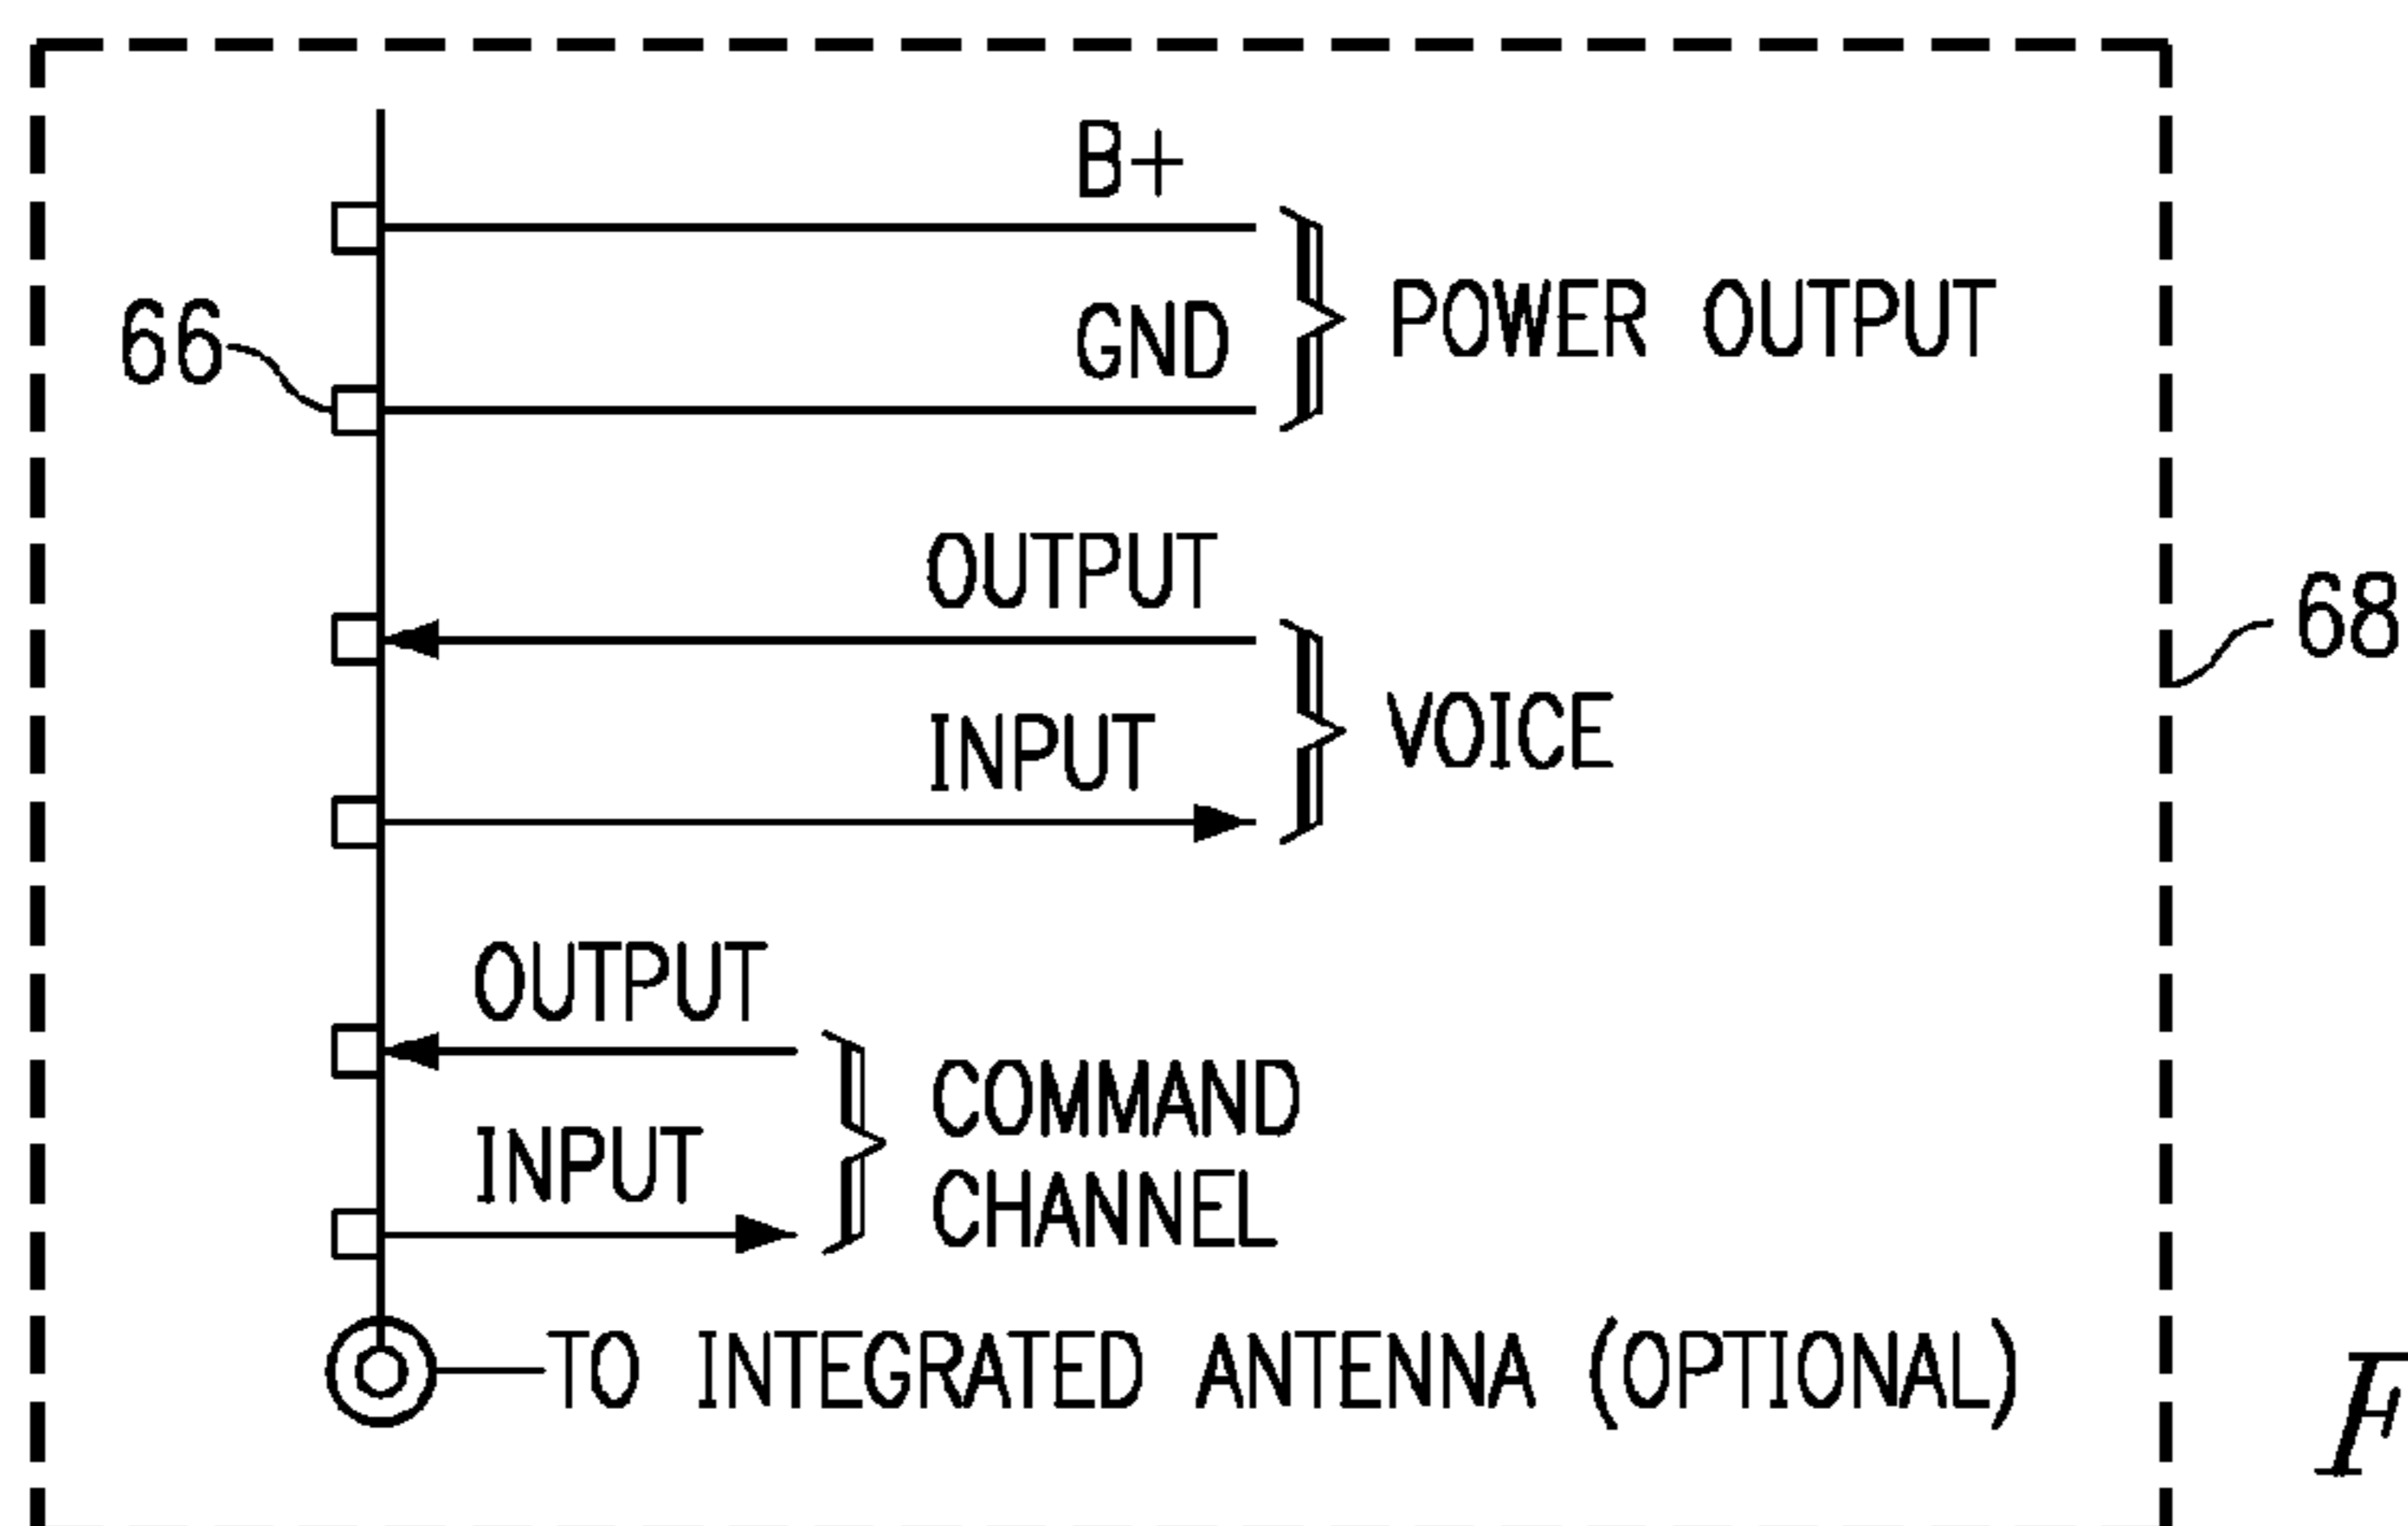 B+
66
GND
POWER OUTPUT
OUTPUT
68
INPUT
VOICE
OUTPUT
INPUT
COMMAND
CHANNEL
TO INTEGRATED ANTENNA (OPTIONAL)
F